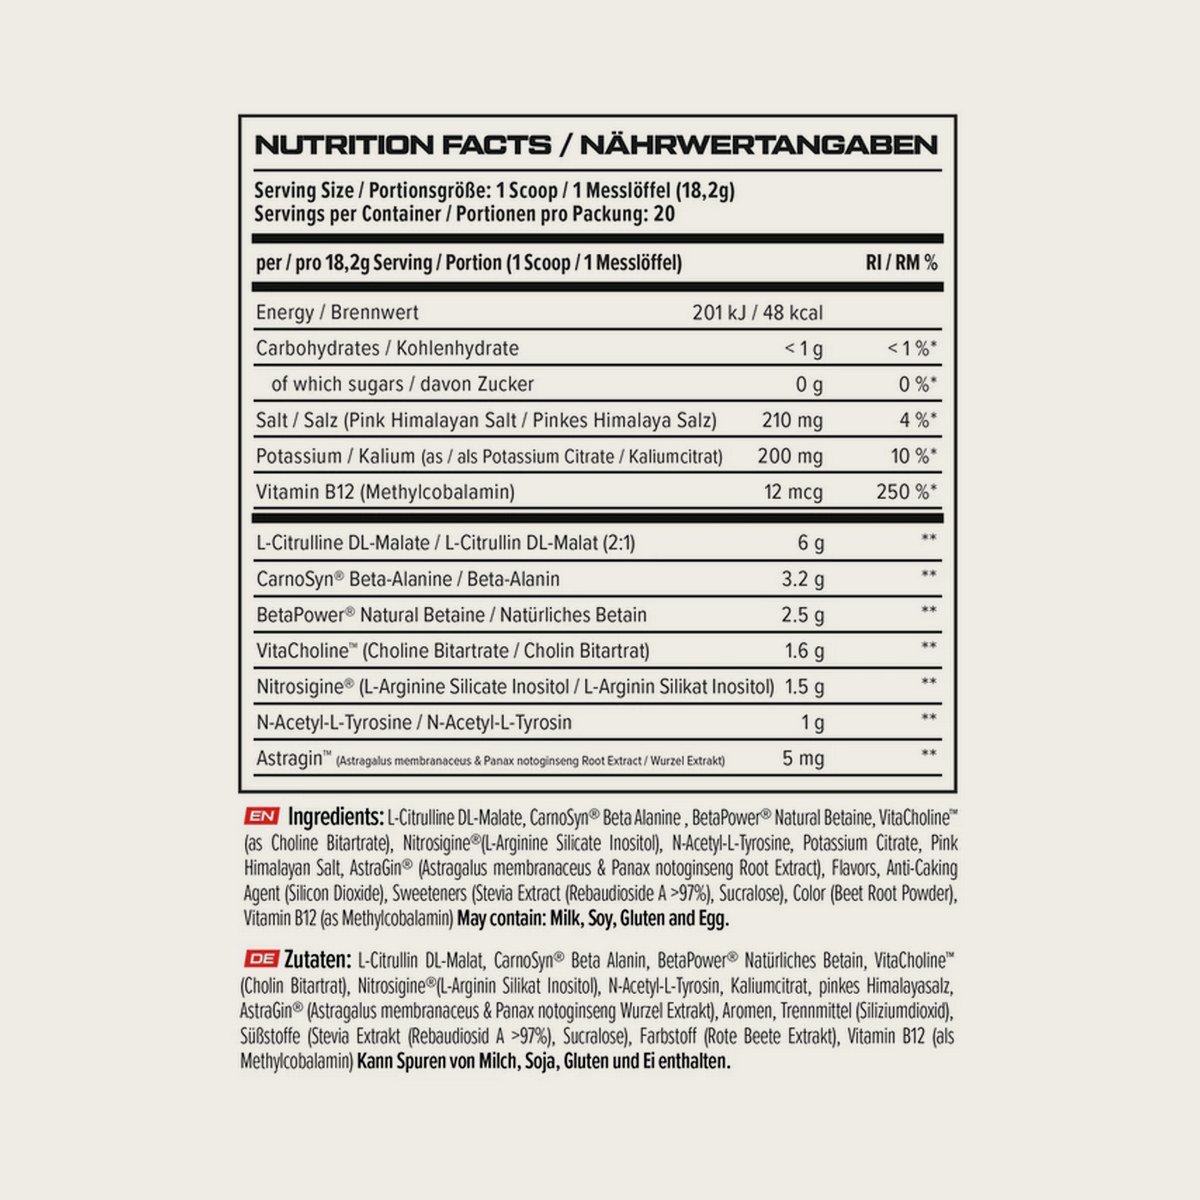 NUTRITION FACTS / NÄHRWERTANGABEN
Serving Size / Portionsgröße: 1 Scoop / 1 Messlöffel (18,2g)
Servings per Container / Portionen pro Packung: 20
per / pro 18,2g Serving / Portion (1 Scoop / 1 Messlöffel) RI / RM %
Energy / Brennwert 201 kJ / 48 kcal
Carbohydrates / Kohlenhydrate < 1 g < 1 %*
of which sugars / davon Zucker 0 g 0 %*
Salt / Salz (Pink Himalayan Salt / Pinkes Himalaya Salz) 210 mg 4 %*
Potassium / Kalium (as / als Potassium Citrate / Kaliumcitrat) 200 mg 10 %*
Vitamin B12 (Methylcobalamin) 12 mcg 250 %*
L-Citrulline DL-Malate / L-Citrullin DL-Malat (2:1) 6 g **
CarnoSyn® Beta-Alanine / Beta-Alanin 3.2 g **
BetaPower® Natural Betaine / Natürliches Betain 2.5 g **
VitaCholine™ (Choline Bitartrate / Cholin Bitartrat) 1.6 g **
Nitrosigine® (L-Arginine Silicate Inositol / L-Arginin Silikat Inositol) 1.5 g **
N-Acetyl-L-Tyrosine / N-Acetyl-L-Tyrosin 1 g **
Astragin™ (Astragalus membranaceus & Panax notoginseng Root Extract / Wurzel Extrakt) 5 mg **
EN Ingredients: L-Citrulline DL-Malate, CarnoSyn® Beta Alanine , BetaPower® Natural Betaine, VitaCholine™
(as Choline Bitartrate), Nitrosigine®(L-Arginine Silicate Inositol), N-Acetyl-L-Tyrosine, Potassium Citrate, Pink
Himalayan Salt, AstraGin® (Astragalus membranaceus & Panax notoginseng Root Extract), Flavors, Anti-Caking
Agent (Silicon Dioxide), Sweeteners (Stevia Extract (Rebaudioside A >97%), Sucralose), Color (Beet Root Powder),
Vitamin B12 (as Methylcobalamin) May contain: Milk, Soy, Gluten and Egg.
DE Zutaten: L-Citrullin DL-Malat, CarnoSyn® Beta Alanin, BetaPower® Natürliches Betain, VitaCholine™
(Cholin Bitartrat), Nitrosigine®(L-Arginin Silikat Inositol), N-Acetyl-L-Tyrosin, Kaliumcitrat, pinkes Himalayasalz,
AstraGin® (Astragalus membranaceus & Panax notoginseng Wurzel Extrakt), Aromen, Trennmittel (Siliziumdioxid),
Süßstoffe (Stevia Extrakt (Rebaudiosid A >97%), Sucralose), Farbstoff (Rote Beete Extrakt), Vitamin B12 (als
Methylcobalamin) Kann Spuren von Milch, Soja, Gluten und Ei enthalten.